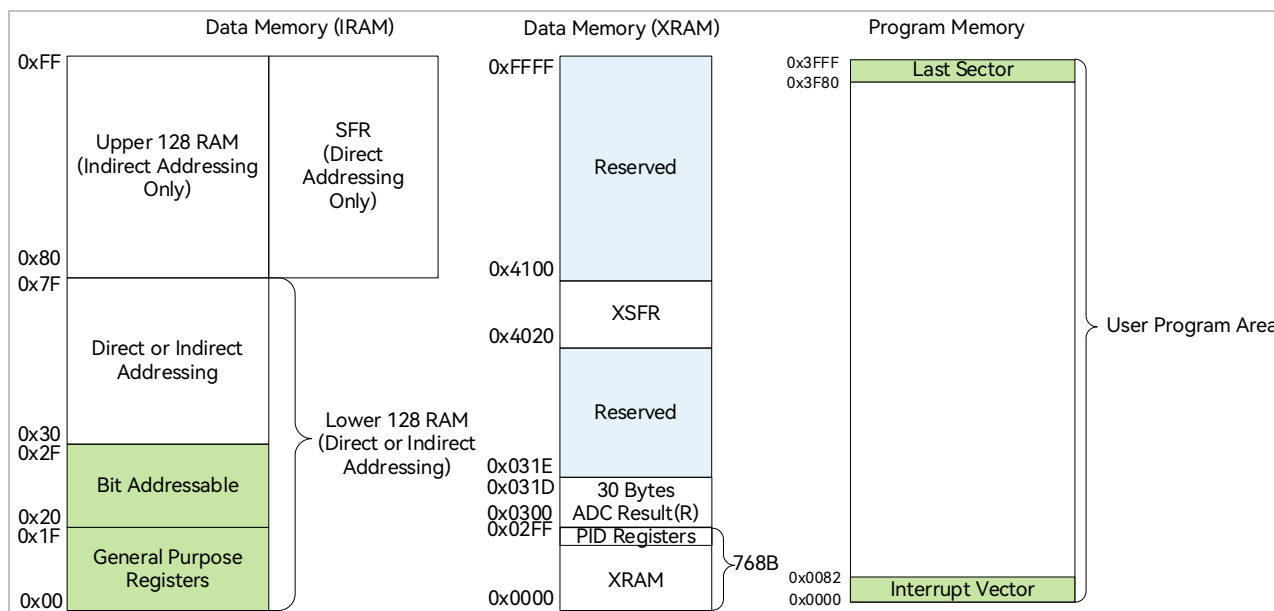 Data Memory (IRAM)
0xFF
Upper 128 RAM
(Indirect Addressing
Only)
SFR
(Direct
Addressing
Only)
0x80
0x7F
Direct or Indirect
Addressing
0x30
0x2F
Bit Addressable
0x20
0x1F
General Purpose
Registers
0x00
Lower 128 RAM
(Direct or Indirect
Addressing)
Data Memory (XRAM)
0xFFFF
Reserved
0x4100
XSFR
0x4020
Reserved
0x031E
0x031D
30 Bytes
ADC Result(R)
0x0300
0x02FF
PID Registers
XRAM
0x0000
768B
Program Memory
0x3FFF
Last Sector
0x3F80
User Program Area
0x0082
Interrupt Vector
0x0000